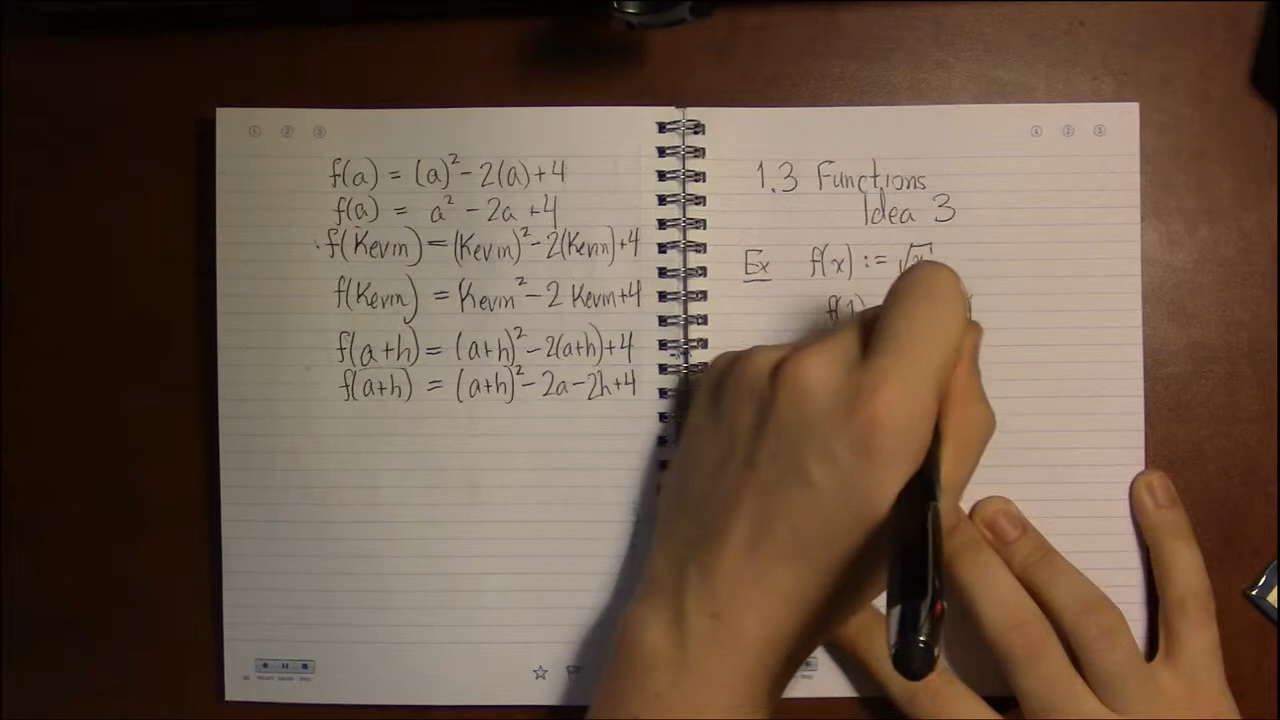 f(a) = (a)² - 2(a) + 4
f(a) = a² - 2a + 4
f(Kevin) = (Kevin)² - 2(Kevin) + 4
f(Kevin) = Kevin² - 2 Kevin + 4
f(a+h) = (a+h)² - 2(a+h) + 4
f(a+h) = (a+h)² - 2a - 2h + 4
1.3 Functions
Idea 3
Ex f(x) := √x
f(1)